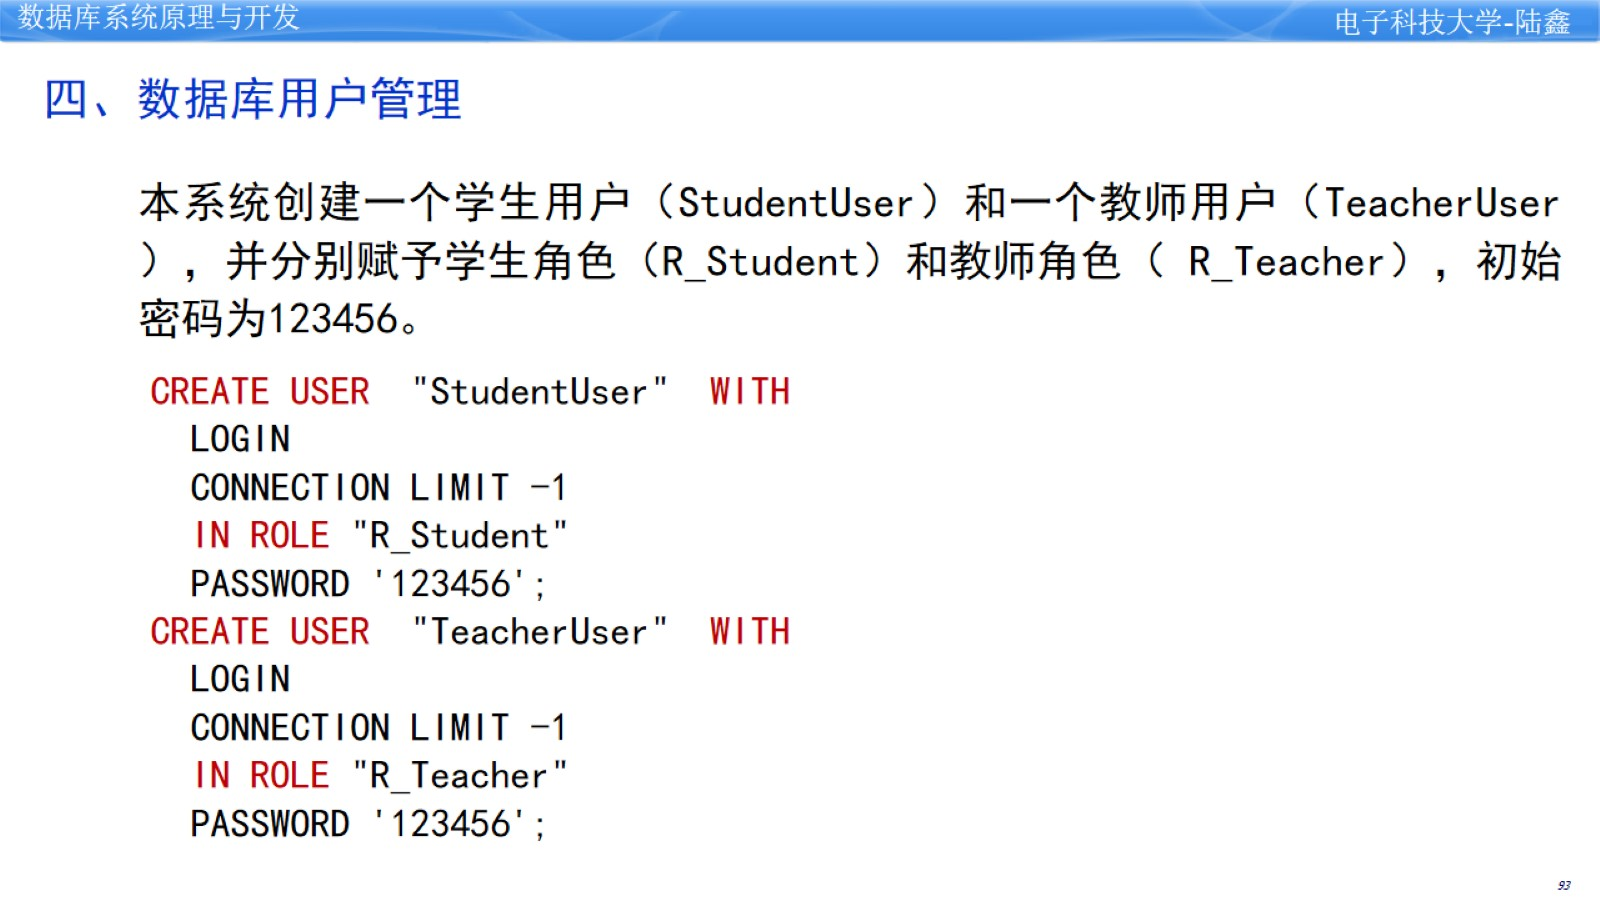 数据库系统原理与开发
电子科技大学-陆鑫
四、数据库用户管理
本系统创建一个学生用户（StudentUser）和一个教师用户（TeacherUser
），并分别赋予学生角色（R_Student）和教师角色（ R_Teacher），初始
密码为123456。
CREATE USER "StudentUser" WITH
LOGIN
CONNECTION LIMIT -1
IN ROLE "R_Student"
PASSWORD '123456';
CREATE USER "TeacherUser" WITH
LOGIN
CONNECTION LIMIT -1
IN ROLE "R_Teacher"
PASSWORD '123456';
93